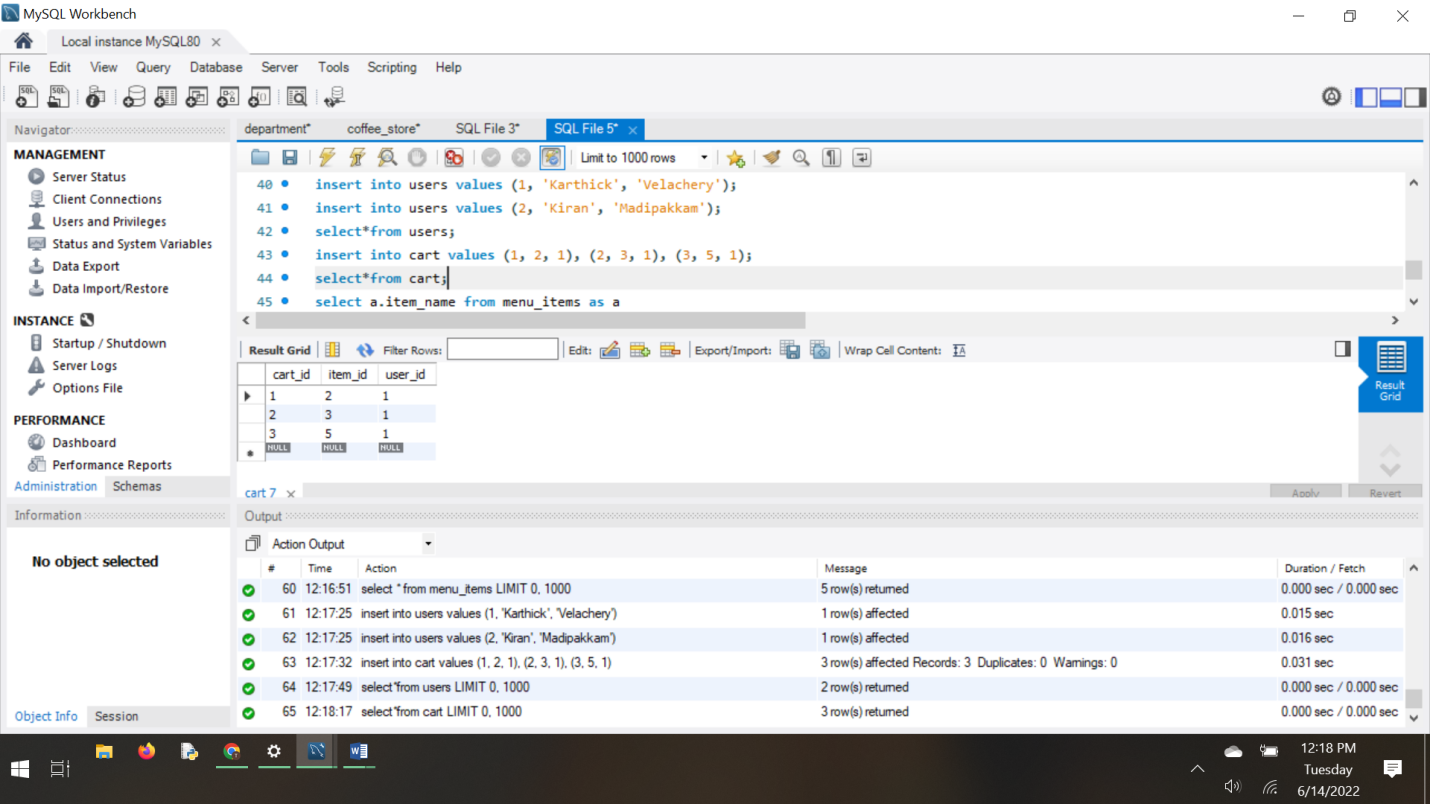 MySQL Workbench
Local instance MySQL80
File Edit View Query Database Server Tools Scripting Help
Navigator
MANAGEMENT
Server Status
Client Connections
Users and Privileges
Status and System Variables
Data Export
Data Import/Restore
INSTANCE
Startup / Shutdown
Server Logs
Options File
PERFORMANCE
Dashboard
Performance Reports
Administration Schemas
Information
No object selected
Object Info Session
department* coffee_store* SQL File 3* SQL File 5*
Limit to 1000 rows
40 insert into users values (1, 'Karthick', 'Velachery');
41 insert into users values (2, 'Kiran', 'Madipakkam');
42 select*from users;
43 insert into cart values (1, 2, 1), (2, 3, 1), (3, 5, 1);
44 select*from cart;
45 select a.item_name from menu_items as a
Result Grid Filter Rows: Edit: Export/Import: Wrap Cell Content:
cart_id item_id user_id
1 2 1
2 3 1
3 5 1
NULL NULL NULL
Result Grid
cart 7
Apply Revert
Output
Action Output
# Time Action Message Duration / Fetch
60 12:16:51 select * from menu_items LIMIT 0, 1000 5 row(s) returned 0.000 sec / 0.000 sec
61 12:17:25 insert into users values (1, 'Karthick', 'Velachery') 1 row(s) affected 0.015 sec
62 12:17:25 insert into users values (2, 'Kiran', 'Madipakkam') 1 row(s) affected 0.016 sec
63 12:17:32 insert into cart values (1, 2, 1), (2, 3, 1), (3, 5, 1) 3 row(s) affected Records: 3 Duplicates: 0 Warnings: 0 0.031 sec
64 12:17:49 select*from users LIMIT 0, 1000 2 row(s) returned 0.000 sec / 0.000 sec
65 12:18:17 select*from cart LIMIT 0, 1000 3 row(s) returned 0.000 sec / 0.000 sec
12:18 PM
Tuesday
6/14/2022